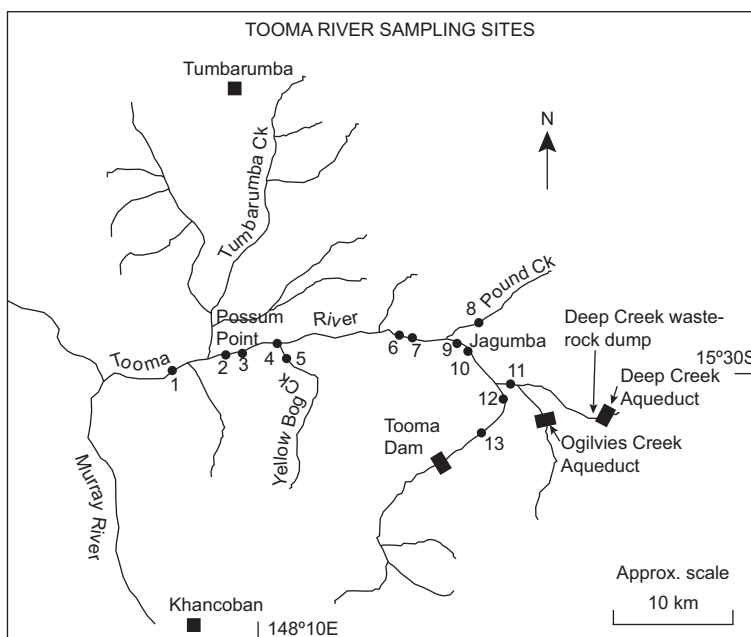 TOOMA RIVER SAMPLING SITES
Tumbarumba
N
Tumbarumba Ck
Possum
Point
River
Pound Ck
8
Jagumba
Deep Creek waste-
rock dump
15º30S
Deep Creek
Aqueduct
Tooma
1
2
3
4
5
6
7
9
10
11
12
13
Yellow Bog Ck
Tooma
Dam
Ogilvies Creek
Aqueduct
Murray River
Khancoban
148º10E
Approx. scale
10 km